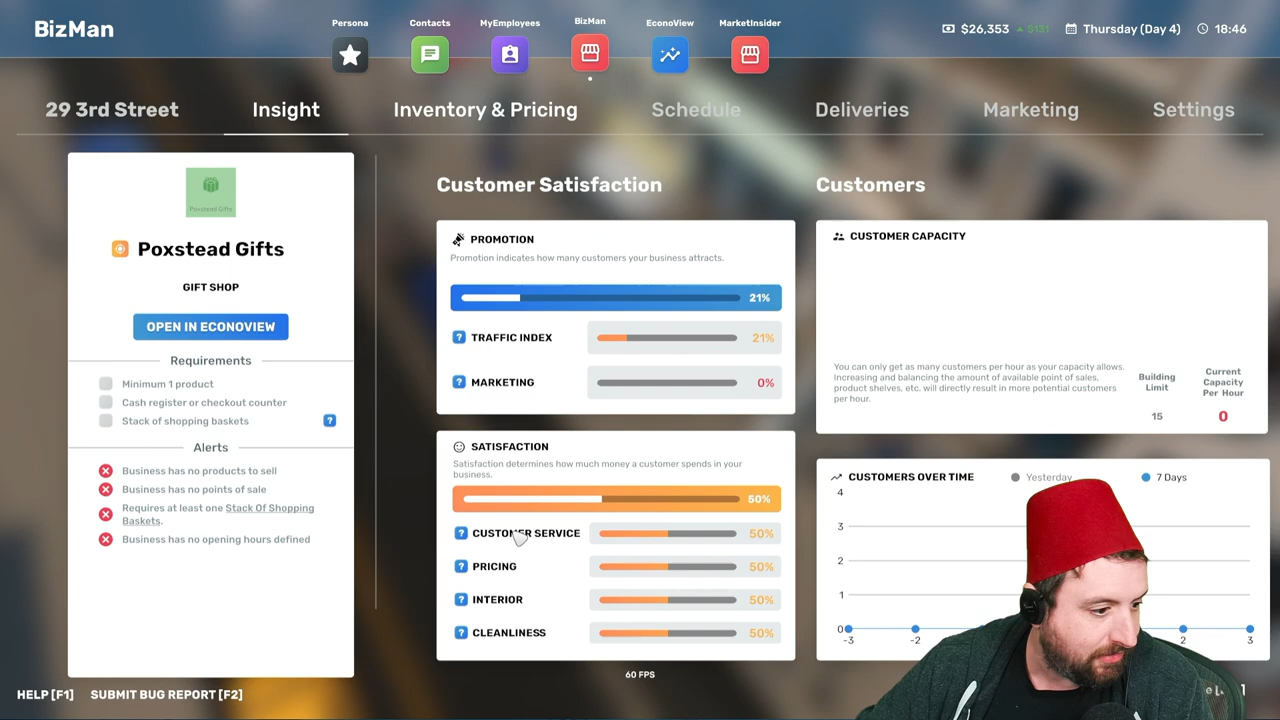 BizMan
Persona
Contacts
MyEmployees
BizMan
EconoView
MarketInsider
$26,353 ▲ $131
Thursday (Day 4)
18:46
29 3rd Street
Insight
Inventory & Pricing
Schedule
Deliveries
Marketing
Settings
Poxstead Gifts
Poxstead Gifts
GIFT SHOP
OPEN IN ECONOVIEW
Requirements
Minimum 1 product
Cash register or checkout counter
Stack of shopping baskets ?
Alerts
Business has no products to sell
Business has no points of sale
Requires at least one Stack Of Shopping
Baskets.
Business has no opening hours defined
Customer Satisfaction
PROMOTION
Promotion indicates how many customers your business attracts.
21%
? TRAFFIC INDEX 21%
? MARKETING 0%
SATISFACTION
Satisfaction determines how much money a customer spends in your
business.
50%
? CUSTOMER SERVICE 50%
? PRICING 50%
? INTERIOR 50%
? CLEANLINESS 50%
Customers
CUSTOMER CAPACITY
You can only get as many customers per hour as your capacity allows.
Increasing and balancing the amount of available point of sales,
product shelves, etc. will directly result in more potential customers
per hour.
Building
Limit
15
Current
Capacity
Per Hour
0
CUSTOMERS OVER TIME
Yesterday
7 Days
4
3
2
1
0
-3
-2
2
3
60 FPS
HELP [F1]
SUBMIT BUG REPORT [F2]